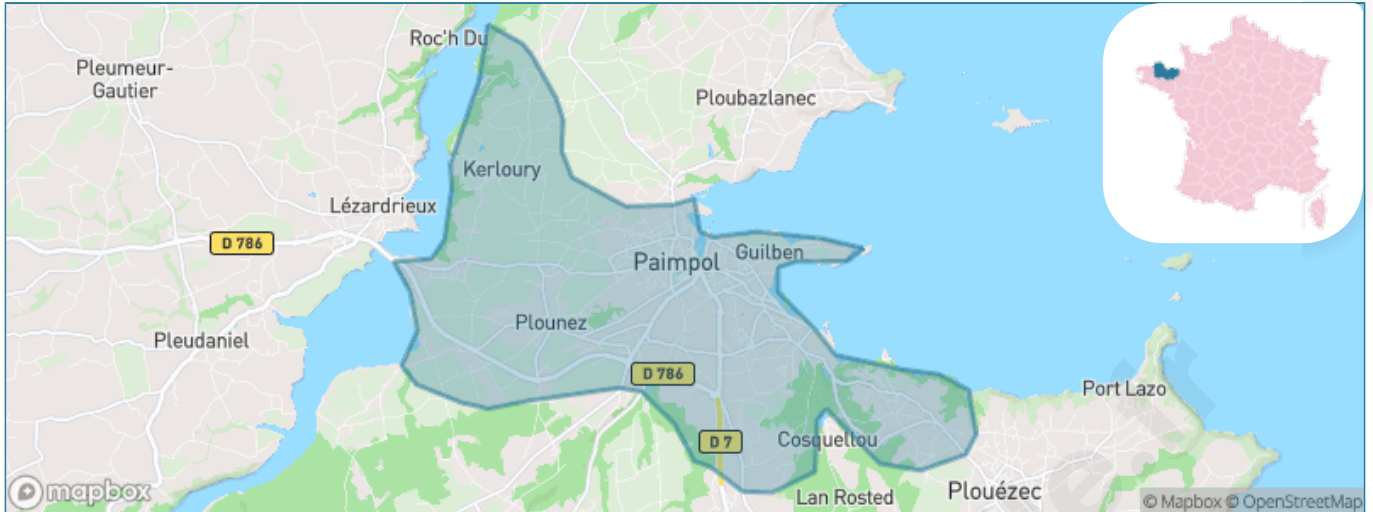 Roc'h Du
Pleumeur-
Gautier
Ploubazlanec
Kerloury
Lézardrieux
D 786
Guilben
Paimpol
Plounez
Pleudaniel
D 786
Port Lazo
D 7
Cosquellou
Lan Rosted
Plouézec
mapbox
© Mapbox © OpenStreetMap